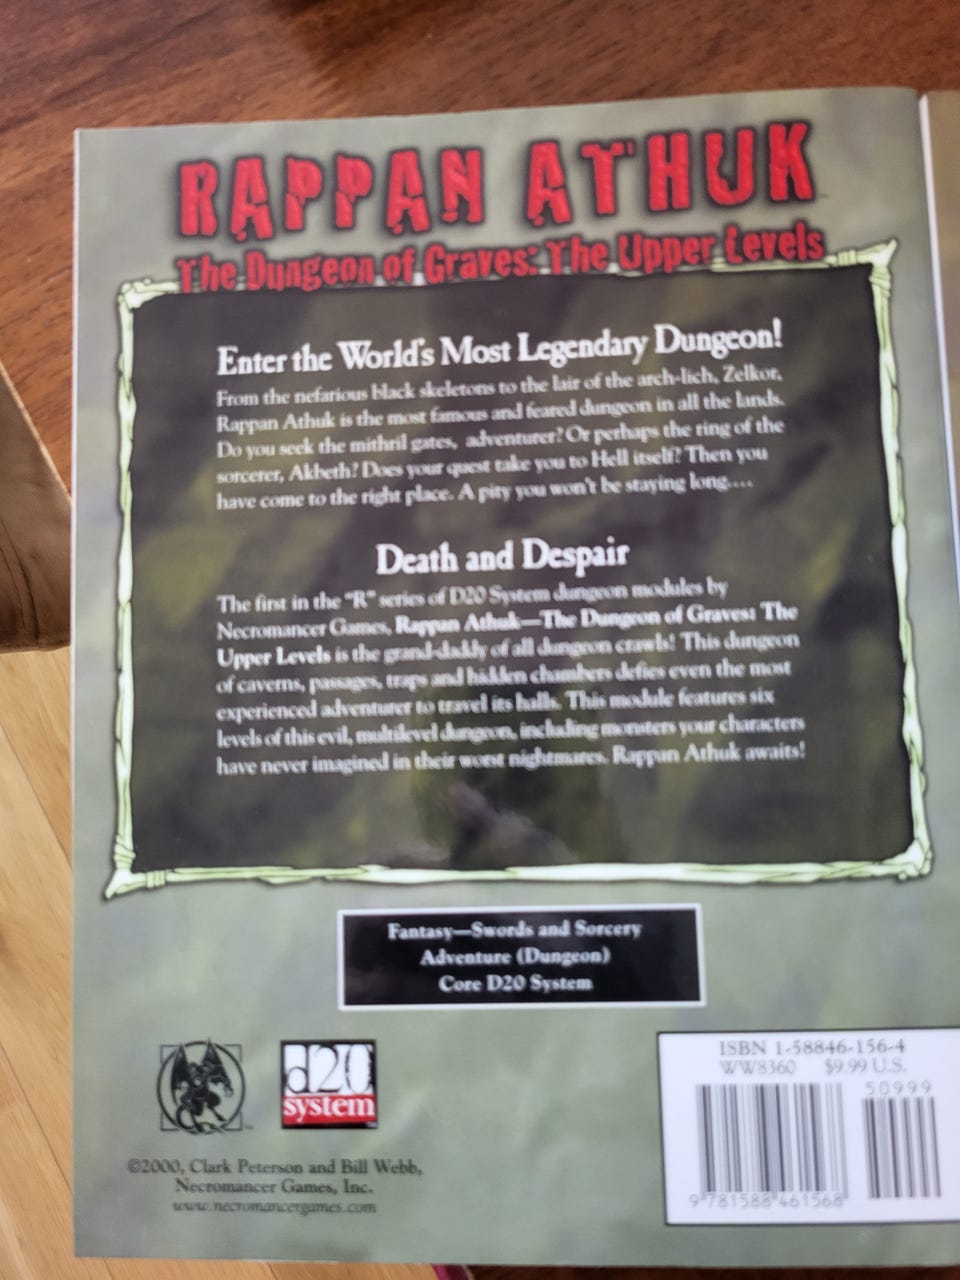 RAPPAN ATHUK
The Dungeon of Graves: The Upper Levels
Enter the World's Most Legendary Dungeon!
From the nefarious black skeletons to the lair of the arch-lich, Zelkor,
Rappan Athuk is the most famous and feared dungeon in all the lands.
Do you seek the mithril gates, adventurer? Or perhaps the ring of the
sorcerer, Akbeth? Does your quest take you to Hell itself? Then you
have come to the right place. A pity you won't be staying long....
Death and Despair
The first in the "R" series of D20 System dungeon modules by
Necromancer Games, Rappan Athuk—The Dungeon of Graves: The
Upper Levels is the grand-daddy of all dungeon crawls! This dungeon
of caverns, passages, traps and hidden chambers defies even the most
experienced adventurer to travel its halls. This module features six
levels of this evil, multilevel dungeon, including monsters your characters
have never imagined in their worst nightmares. Rappan Athuk awaits!
Fantasy—Swords and Sorcery
Adventure (Dungeon)
Core D20 System
ISBN 1-58846-156-4
WW8360 $9.99 U.S.
50999
9 781588 461568
d20
system
©2000, Clark Peterson and Bill Webb,
Necromancer Games, Inc.
www.necromancergames.com